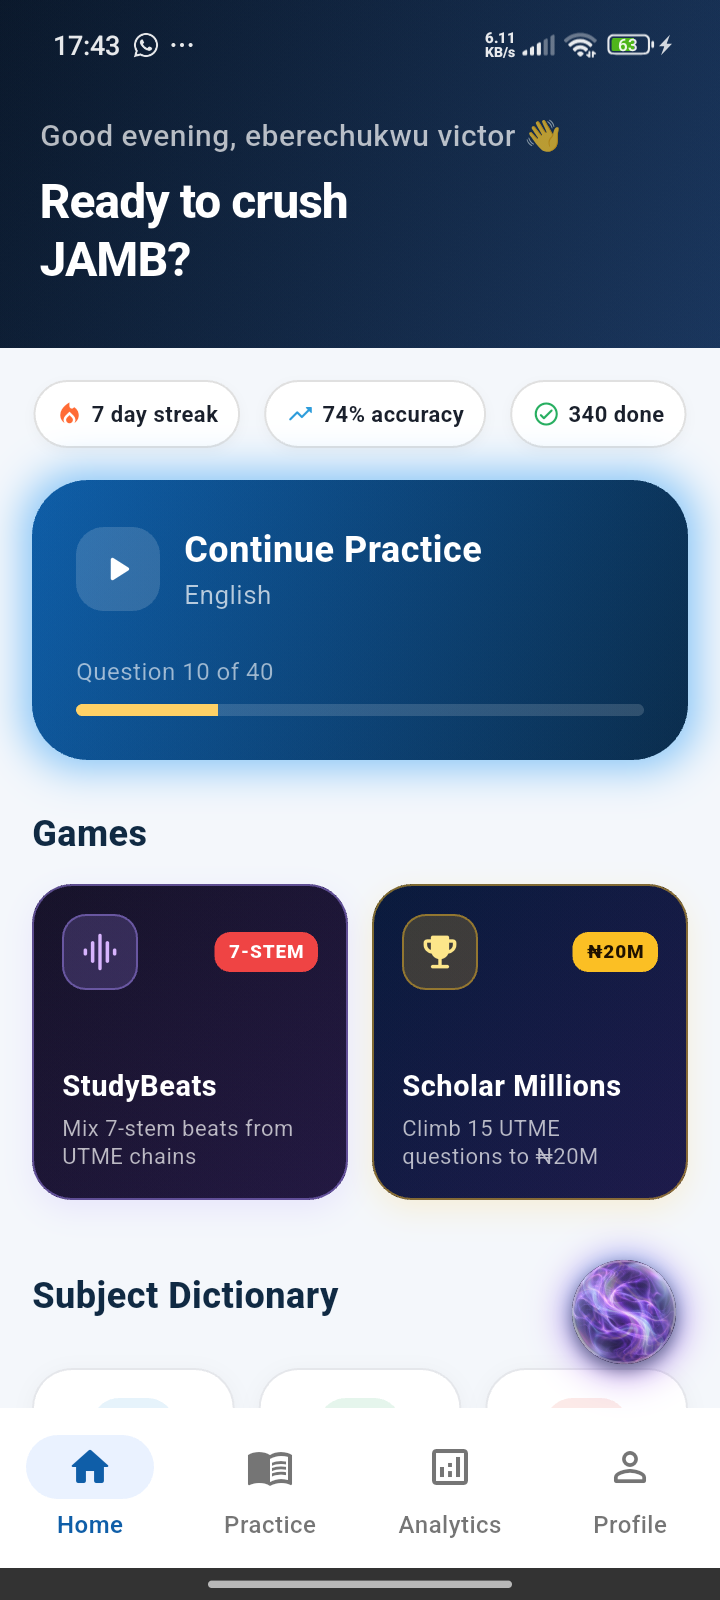 17:43
6.11
KB/s
63
Good evening, eberechukwu victor 👋
Ready to crush
JAMB?
7 day streak
74% accuracy
340 done
Continue Practice
English
Question 10 of 40
Games
7-STEM
₦20M
StudyBeats
Mix 7-stem beats from
UTME chains
Scholar Millions
Climb 15 UTME
questions to ₦20M
Subject Dictionary
Home
Practice
Analytics
Profile